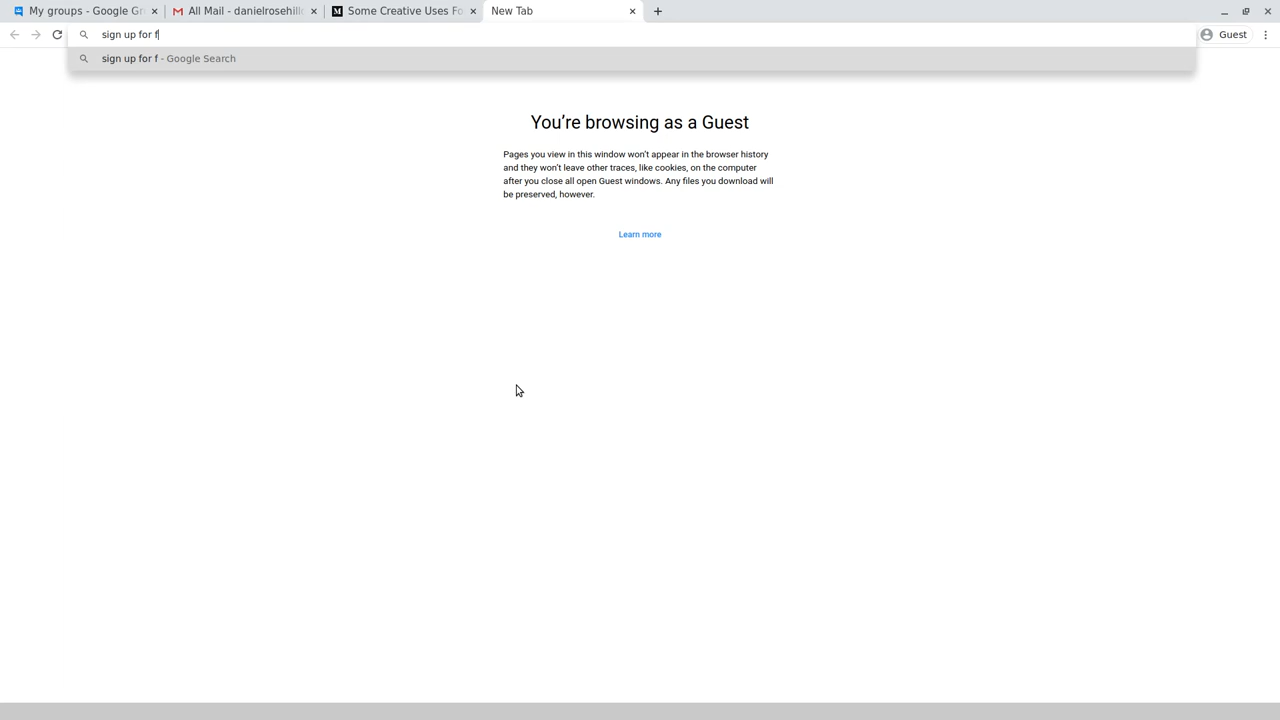 My groups - Google Gr
All Mail - danielrosehill
Some Creative Uses Fo
New Tab
sign up for f
Guest
sign up for f - Google Search
You're browsing as a Guest
Pages you view in this window won't appear in the browser history
and they won't leave other traces, like cookies, on the computer
after you close all open Guest windows. Any files you download will
be preserved, however.
Learn more